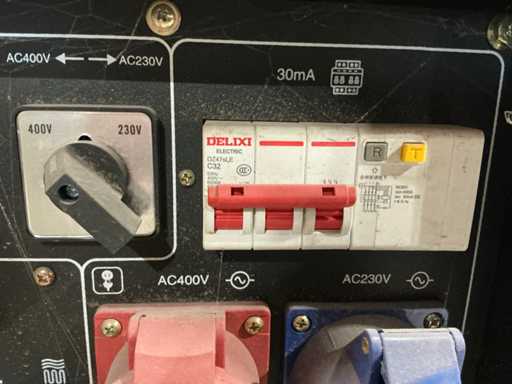 AC400V AC230V
30mA
400V 230V
DELIXI
ELECTRIC
DZ47sLE
C32
R T
AC400V
AC230V